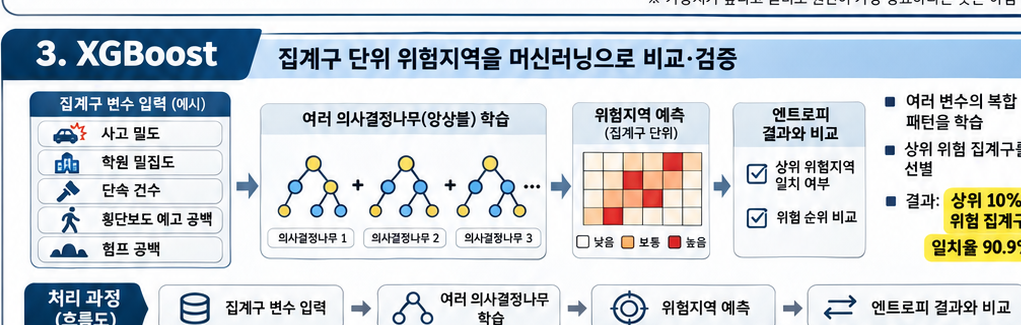 3. XGBoost
집계구 단위 위험지역을 머신러닝으로 비교·검증
집계구 변수 입력 (예시)
사고 밀도
학원 밀집도
단속 건수
횡단보도 예고 공백
험프 공백
여러 의사결정나무(앙상블) 학습
+
+
...
의사결정나무 1
의사결정나무 2
의사결정나무 3
위험지역 예측
(집계구 단위)
낮음
보통
높음
엔트로피
결과와 비교
상위 위험지역
일치 여부
위험 순위 비교
여러 변수의 복합
패턴을 학습
상위 위험 집계구를
선별
결과: 상위 10%
위험 집계구
일치율 90.9%
처리 과정
(흐름도)
집계구 변수 입력
여러 의사결정나무
학습
위험지역 예측
엔트로피 결과와 비교